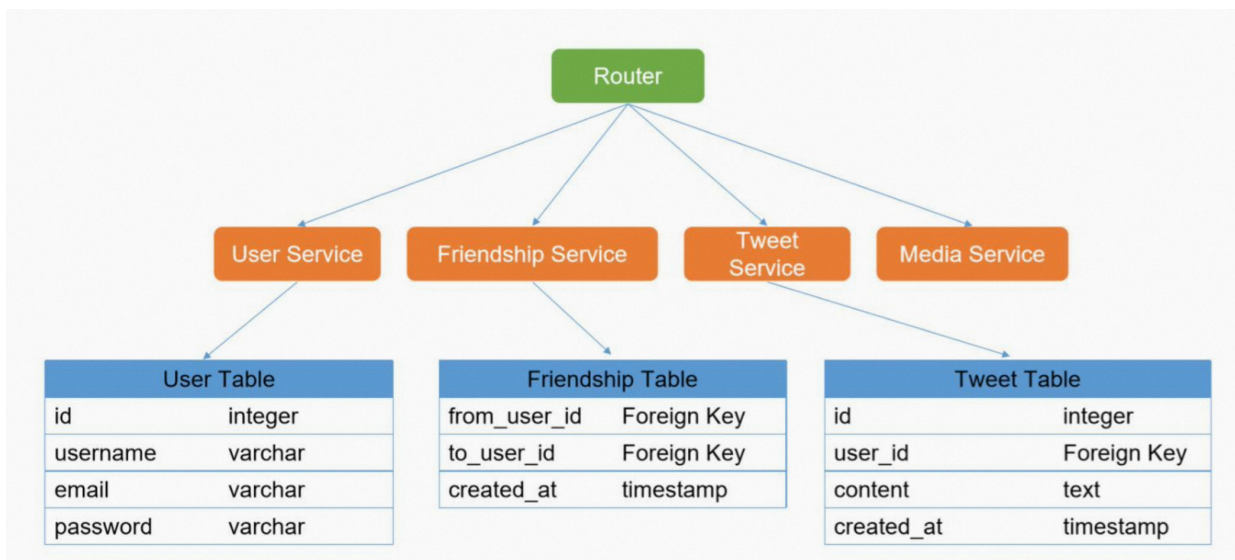 Router
User Service
Friendship Service
Tweet
Service
Media Service
User Table
id integer
username varchar
email varchar
password varchar
Friendship Table
from_user_id Foreign Key
to_user_id Foreign Key
created_at timestamp
Tweet Table
id integer
user_id Foreign Key
content text
created_at timestamp